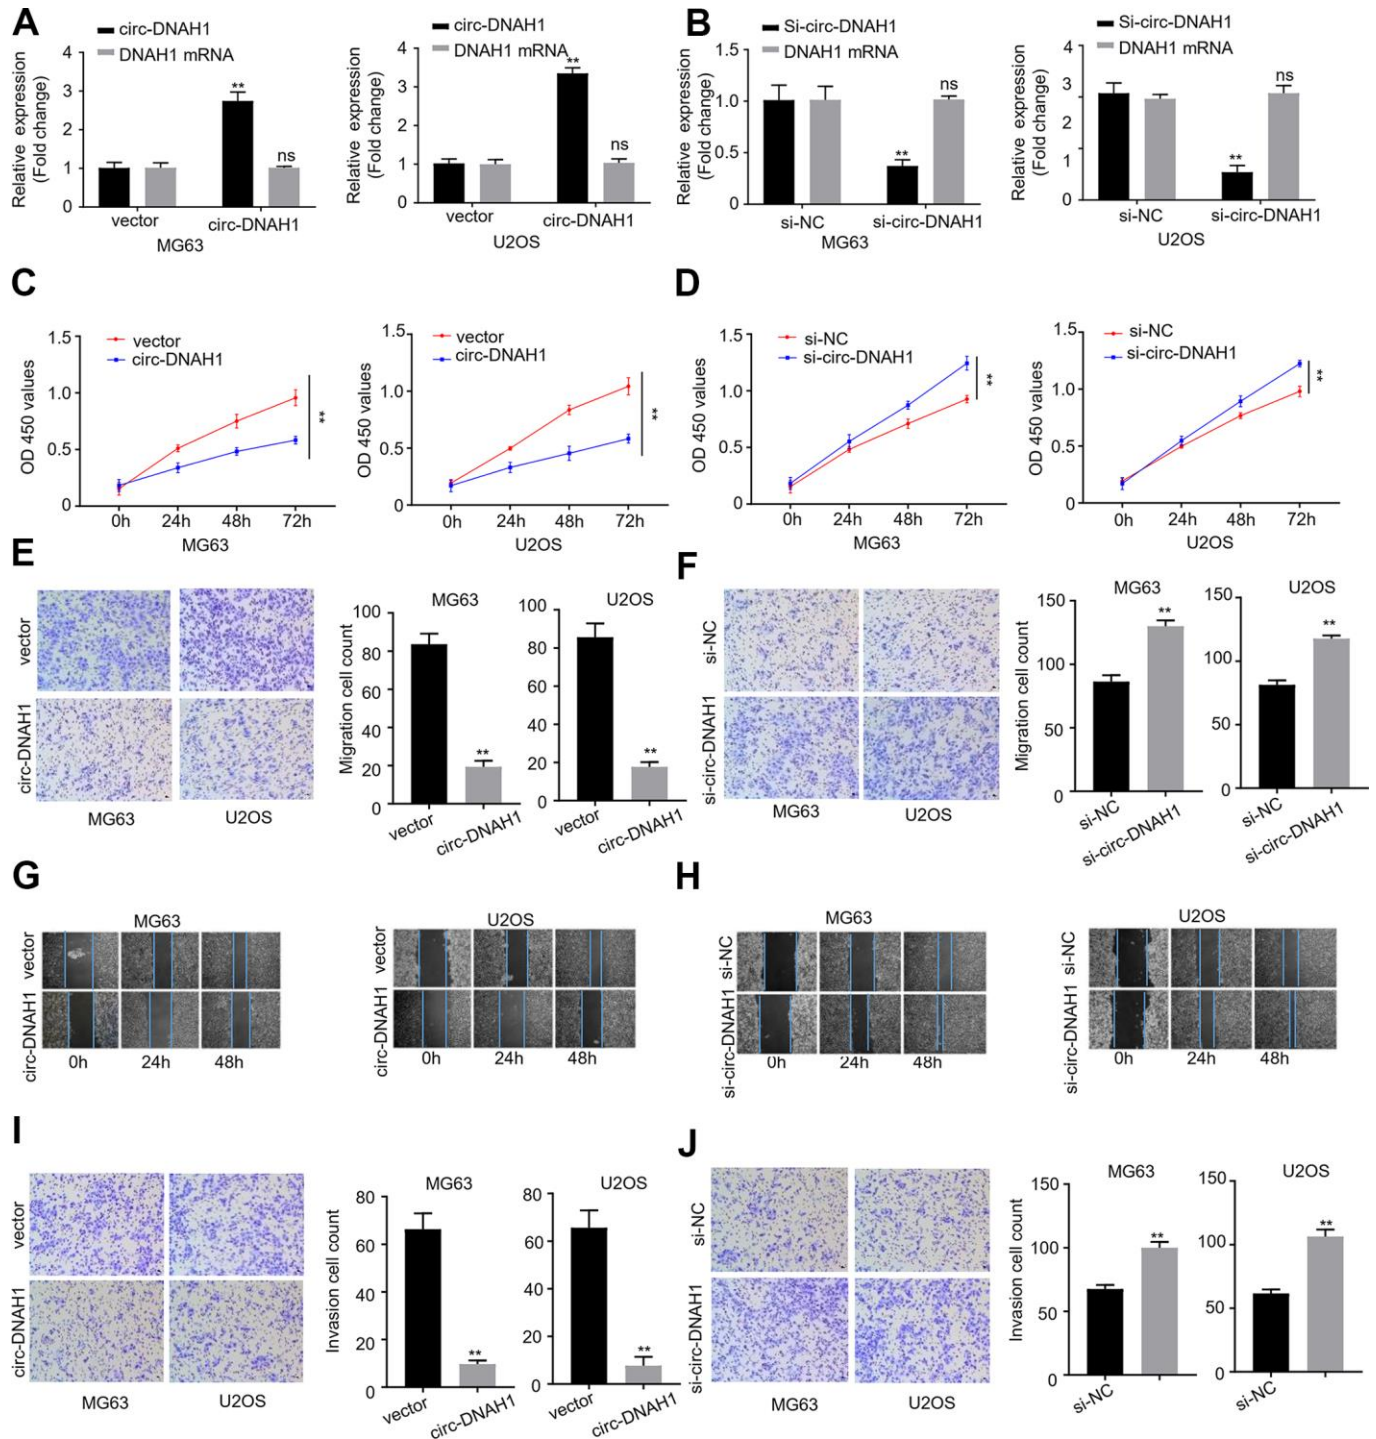 A
circ-DNAH1
DNAH1 mRNA
Relative expression
(Fold change)
4
3
2
1
0
**
ns
vector
circ-DNAH1
MG63
circ-DNAH1
DNAH1 mRNA
Relative expression
(Fold change)
4
3
2
1
0
**
ns
vector
circ-DNAH1
U2OS
B
Si-circ-DNAH1
DNAH1 mRNA
Relative expression
(Fold change)
1.5
1.0
0.5
0
**
ns
si-NC
si-circ-DNAH1
MG63
Si-circ-DNAH1
DNAH1 mRNA
Relative expression
(Fold change)
4
3
2
1
0
**
ns
si-NC
si-circ-DNAH1
U2OS
C
OD 450 values
1.5
1.0
0.5
0
vector
circ-DNAH1
**
0h 24h 48h 72h
MG63
OD 450 values
1.5
1.0
0.5
0
vector
circ-DNAH1
**
0h 24h 48h 72h
U2OS
D
OD 450 values
1.5
1.0
0.5
0
si-NC
si-circ-DNAH1
**
0h 24h 48h 72h
MG63
OD 450 values
1.5
1.0
0.5
0
si-NC
si-circ-DNAH1
**
0h 24h 48h 72h
U2OS
E
vector
circ-DNAH1
MG63
U2OS
Migration cell count
MG63
100
80
60
40
20
0
**
vector
circ-DNAH1
U2OS
100
80
60
40
20
0
**
vector
circ-DNAH1
F
si-NC
si-circ-DNAH1
MG63
U2OS
Migration cell count
MG63
150
100
50
0
**
si-NC
si-circ-DNAH1
U2OS
150
100
50
0
**
si-NC
si-circ-DNAH1
G
MG63
vector
circ-DNAH1
0h 24h 48h
U2OS
vector
circ-DNAH1
0h 24h 48h
H
MG63
si-NC
si-circ-DNAH1
0h 24h 48h
U2OS
si-NC
si-circ-DNAH1
0h 24h 48h
I
vector
circ-DNAH1
MG63
U2OS
Invasion cell count
MG63
80
60
40
20
0
**
vector
circ-DNAH1
U2OS
80
60
40
20
0
**
vector
circ-DNAH1
J
si-NC
si-circ-DNAH1
MG63
U2OS
Invasion cell count
MG63
150
100
50
0
**
si-NC
U2OS
150
100
50
0
**
si-NC